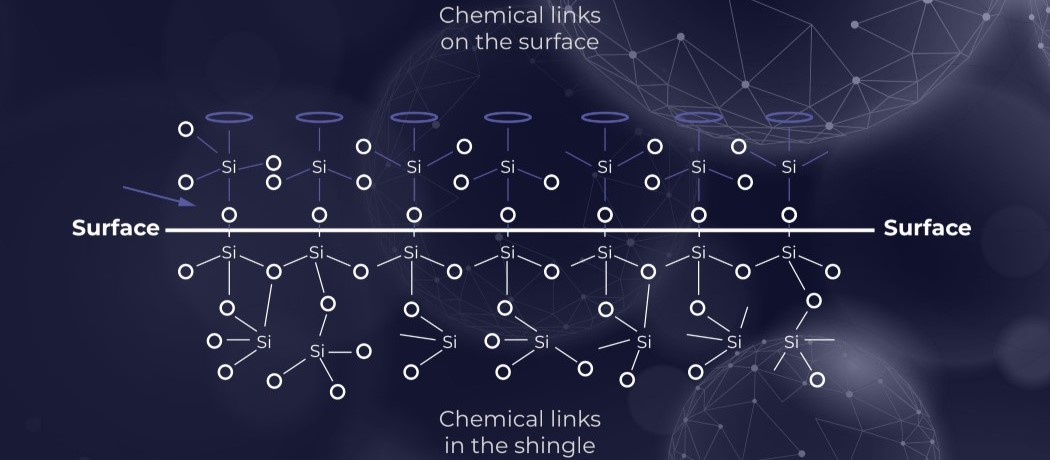 Chemical links
on the surface
O
O O O O
Si O Si Si Si Si Si Si
O O O O O O O
O O O O O O O
Surface Surface
Si Si Si Si Si Si Si
O O O O O O O O
O O O O O O O
O Si Si O Si O Si Si Si Si
O O O O O O O O
O
Chemical links
in the shingle